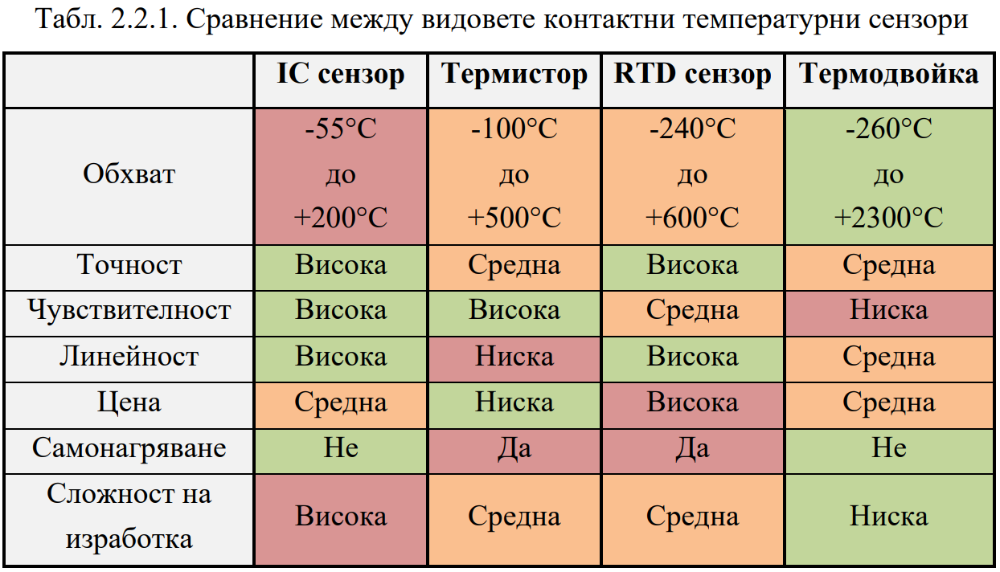 Табл. 2.2.1. Сравнение между видовете контактни температурни сензори
IC сензор Термистор RTD сензор Термодвойка
Обхват -55°C до +200°C -100°C до +500°C -240°C до +600°C -260°C до +2300°C
Точност Висока Средна Висока Средна
Чувствителност Висока Висока Средна Ниска
Линейност Висока Ниска Висока Средна
Цена Средна Ниска Висока Средна
Самонагряване Не Да Да Не
Сложност на изработка Висока Средна Средна Ниска